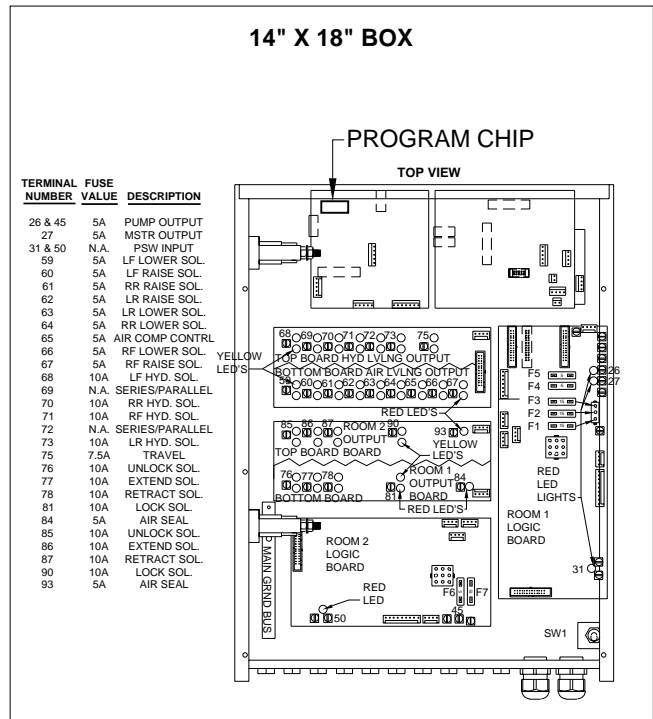 14" X 18" BOX
PROGRAM CHIP
TOP VIEW
TERMINAL NUMBER FUSE VALUE DESCRIPTION
26 & 45 5A PUMP OUTPUT
27 5A MSTR OUTPUT
31 & 50 N.A. PSW INPUT
59 5A LF LOWER SOL.
60 5A LF RAISE SOL.
61 5A RR RAISE SOL.
62 5A LR RAISE SOL.
63 5A LR LOWER SOL.
64 5A RR LOWER SOL.
65 5A AIR COMP CONTRL
66 5A RF LOWER SOL.
67 5A RF RAISE SOL.
68 10A LF HYD. SOL.
69 N.A. SERIES/PARALLEL
70 10A RR HYD. SOL.
71 10A RF HYD. SOL.
72 N.A. SERIES/PARALLEL
73 10A LR HYD. SOL.
75 7.5A TRAVEL
76 10A UNLOCK SOL.
77 10A EXTEND SOL.
78 10A RETRACT SOL.
81 10A LOCK SOL.
84 5A AIR SEAL
85 10A UNLOCK SOL.
86 10A EXTEND SOL.
87 10A RETRACT SOL.
90 10A LOCK SOL.
93 5A AIR SEAL
68 69 70 71 72 73 75
YELLOW LED'S
TOP BOARD HYD LVLNG OUTPUT
BOTTOM BOARD AIR LVLNG OUTPUT
59 60 61 62 63 64 65 66 67
RED LED'S
85 86 87 ROOM 2 90 93
OUTPUT
TOP BOARD BOARD
YELLOW
LED'S
76 77 78
ROOM 1
OUTPUT
BOARD
81 84
BOTTOM BOARD
RED LED'S
F5
F4
F3
F2
F1
26
27
RED
LED
LIGHTS
ROOM 1
LOGIC
BOARD
31
MAIN GRND BUS
ROOM 2
LOGIC
BOARD
RED
LED
50
F6 F7
45
SW1